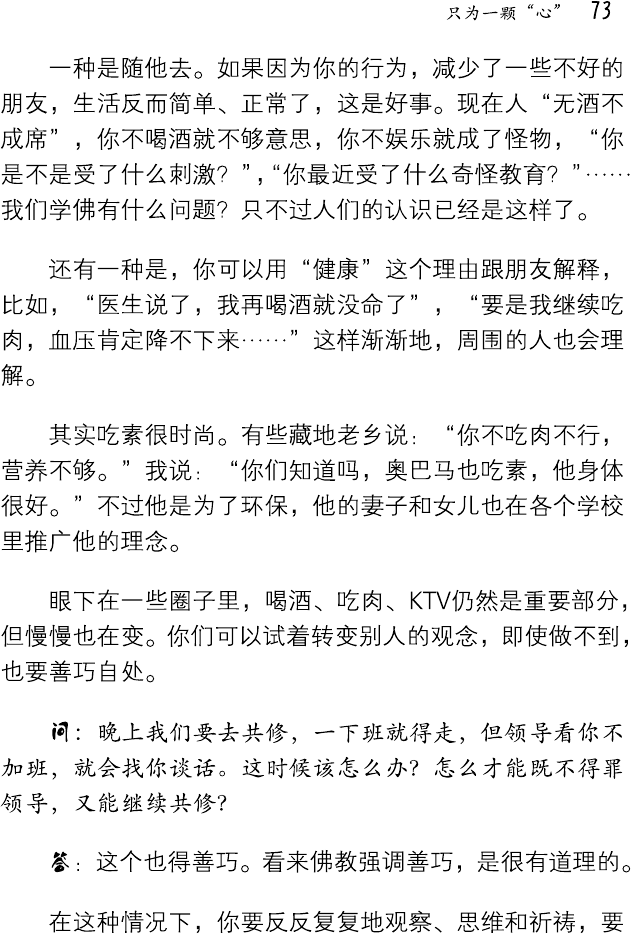 只为一颗“心” 73
一种是随他去。如果因为你的行为，减少了一些不好的
朋友，生活反而简单、正常了，这是好事。现在人“无酒不
成席”，你不喝酒就不够意思，你不娱乐就成了怪物，“你
是不是受了什么刺激？”，“你最近受了什么奇怪教育？”……
我们学佛有什么问题？只不过人们的认识已经是这样了。
还有一种是，你可以用“健康”这个理由跟朋友解释，
比如，“医生说了，我再喝酒就没命了”，“要是我继续吃
肉，血压肯定降不下来……”这样渐渐地，周围的人也会理
解。
其实吃素很时尚。有些藏地老乡说：“你不吃肉不行，
营养不够。”我说：“你们知道吗，奥巴马也吃素，他身体
很好。”不过他是为了环保，他的妻子和女儿也在各个学校
里推广他的理念。
眼下在一些圈子里，喝酒、吃肉、KTV仍然是重要部分，
但慢慢也在变。你们可以试着转变别人的观念，即使做不到，
也要善巧自处。
问：晚上我们要去共修，一下班就得走，但领导看你不
加班，就会找你谈话。这时候该怎么办？怎么才能既不得罪
领导，又能继续共修？
答：这个也得善巧。看来佛教强调善巧，是很有道理的。
在这种情况下，你要反反复复地观察、思维和祈祷，要